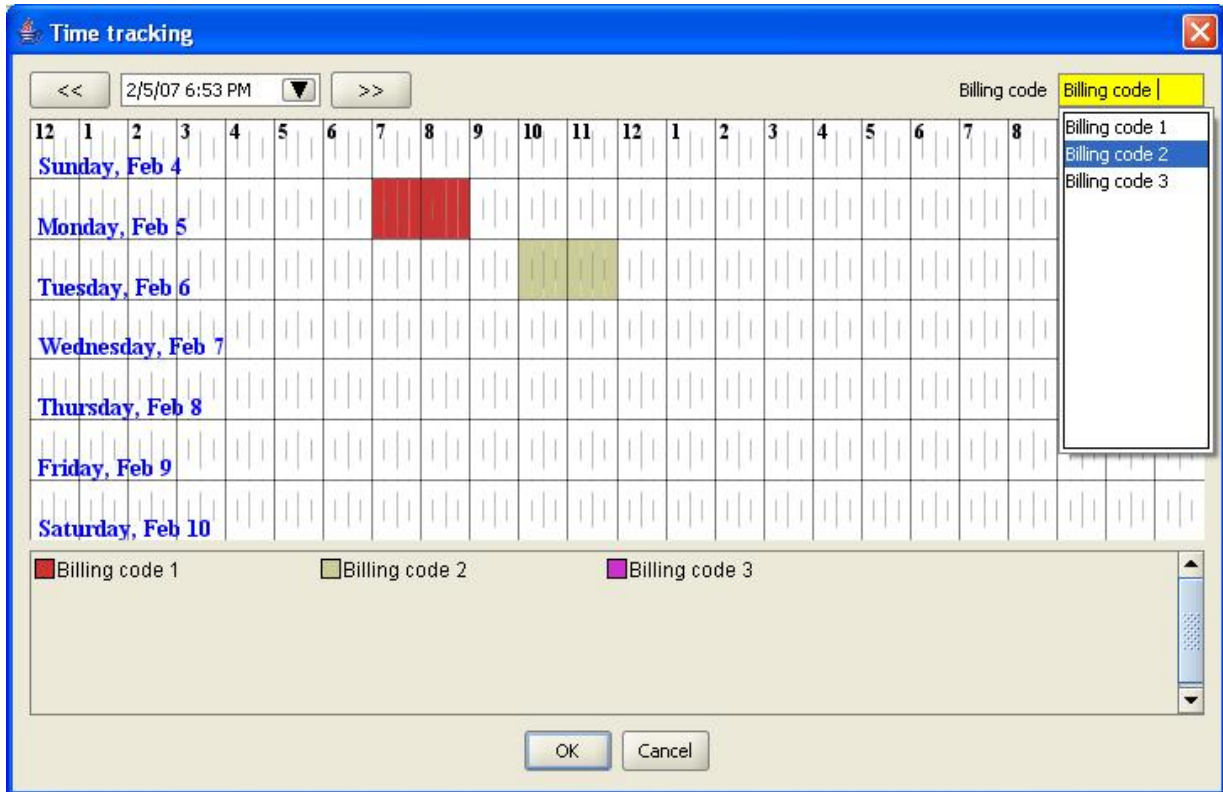 Time tracking
<< 2/5/07 6:53 PM >> Billing code Billing code
12 1 2 3 4 5 6 7 8 9 10 11 12 1 2 3 4 5 6 7 8
Billing code 1
Billing code 2
Billing code 3
Sunday, Feb 4
Monday, Feb 5
Tuesday, Feb 6
Wednesday, Feb 7
Thursday, Feb 8
Friday, Feb 9
Saturday, Feb 10
Billing code 1 Billing code 2 Billing code 3
OK Cancel